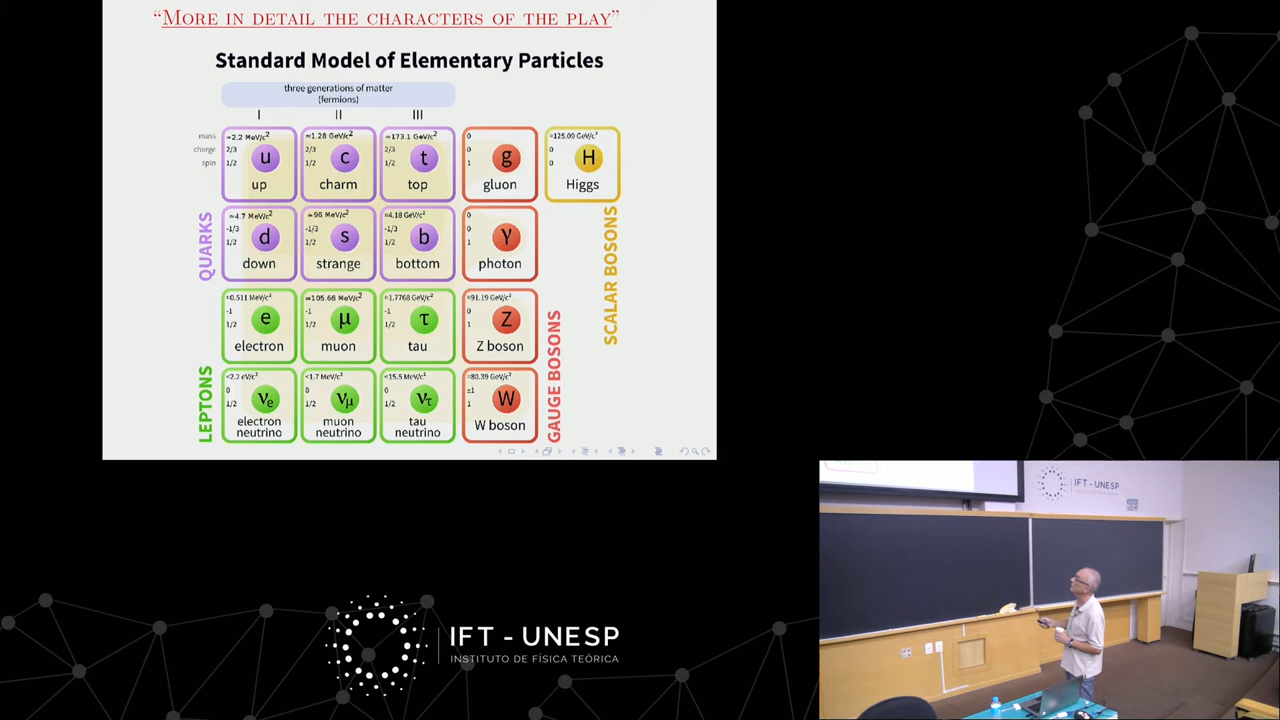 “More in detail the characters of the play”
Standard Model of Elementary Particles
three generations of matter
(fermions)
I II III
mass
charge
spin
≃2.2 MeV/c²
2/3
1/2
u
up
≃1.28 GeV/c²
2/3
1/2
c
charm
≃173.1 GeV/c²
2/3
1/2
t
top
0
0
1
g
gluon
≃125.09 GeV/c²
0
0
H
Higgs
QUARKS
≃4.7 MeV/c²
-1/3
1/2
d
down
≃96 MeV/c²
-1/3
1/2
s
strange
≃4.18 GeV/c²
-1/3
1/2
b
bottom
0
0
1
γ
photon
SCALAR BOSONS
≃0.511 MeV/c²
-1
1/2
e
electron
≃105.66 MeV/c²
-1
1/2
μ
muon
≃1.7768 GeV/c²
-1
1/2
τ
tau
≃91.19 GeV/c²
0
1
Z
Z boson
GAUGE BOSONS
LEPTONS
<2.2 eV/c²
0
1/2
νe
electron
neutrino
<1.7 MeV/c²
0
1/2
νμ
muon
neutrino
<15.5 MeV/c²
0
1/2
ντ
tau
neutrino
≃80.39 GeV/c²
±1
1
W
W boson
IFT - UNESP
IFT - UNESP
INSTITUTO DE FÍSICA TEÓRICA